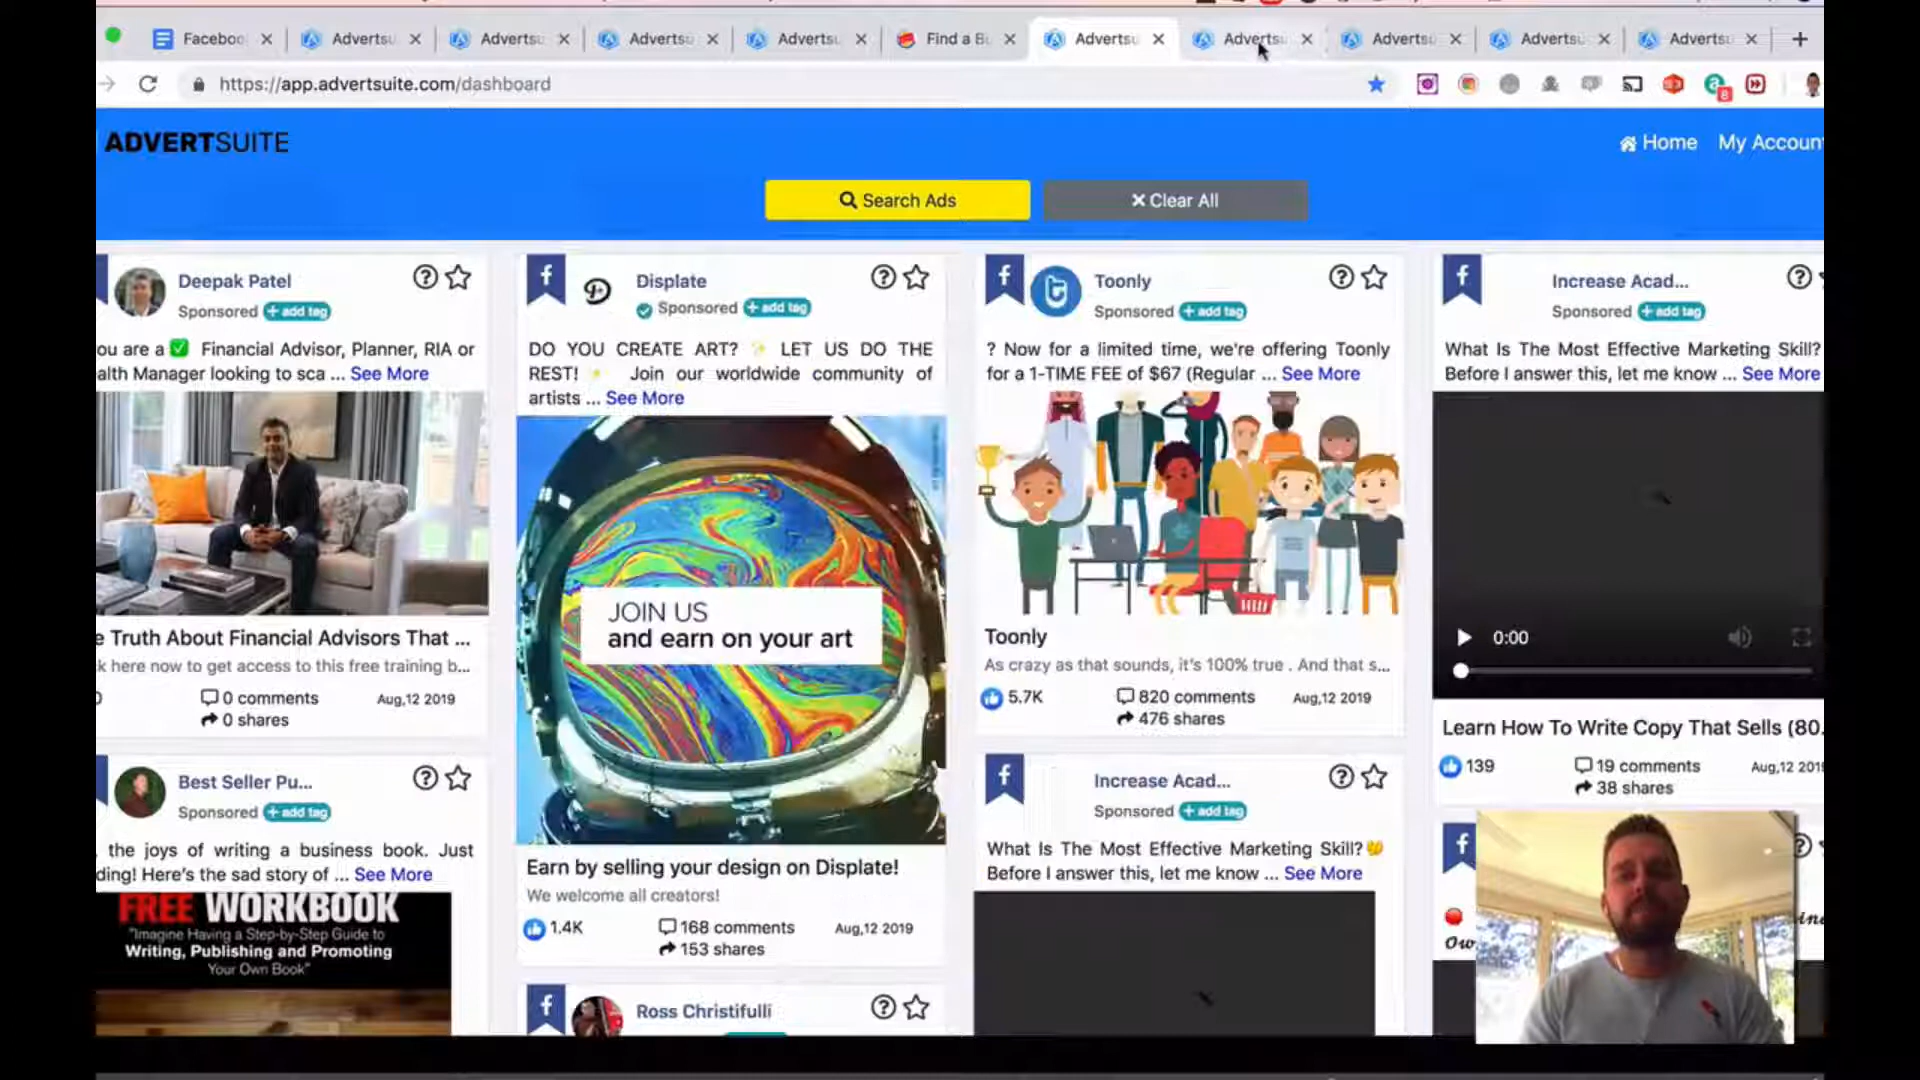 Faceboo
Advertsu
Advertsu
Advertsu
Advertsu
Find a Bu
Advertsu
Advertsu
Advertsu
Advertsu
Advertsu
https://app.advertsuite.com/dashboard
8
ADVERTSUITE
Home
My Accoun
Search Ads
Clear All
Deepak Patel
Sponsored + add tag
ou are a ✅ Financial Advisor, Planner, RIA or
alth Manager looking to sca ... See More
e Truth About Financial Advisors That ...
k here now to get access to this free training b...
0 comments
Aug,12 2019
0 shares
Best Seller Pu...
Sponsored + add tag
the joys of writing a business book. Just
ding! Here's the sad story of ... See More
FREE WORKBOOK
"Imagine Having a Step-by-Step Guide to
Writing, Publishing and Promoting
Your Own Book"
Displate
Sponsored + add tag
DO YOU CREATE ART? ✨ LET US DO THE
REST! ✨ Join our worldwide community of
artists ... See More
JOIN US
and earn on your art
Earn by selling your design on Displate!
We welcome all creators!
1.4K
168 comments
Aug,12 2019
153 shares
Ross Christifulli
Toonly
Sponsored + add tag
? Now for a limited time, we're offering Toonly
for a 1-TIME FEE of $67 (Regular ... See More
Toonly
As crazy as that sounds, it's 100% true . And that s...
5.7K
820 comments
Aug,12 2019
476 shares
Increase Acad...
Sponsored + add tag
What Is The Most Effective Marketing Skill?
Before I answer this, let me know ... See More
Increase Acad...
Sponsored + add tag
What Is The Most Effective Marketing Skill?
Before I answer this, let me know ... See More
0:00
Learn How To Write Copy That Sells (80.
139
19 comments
Aug,12 201
38 shares
Ow